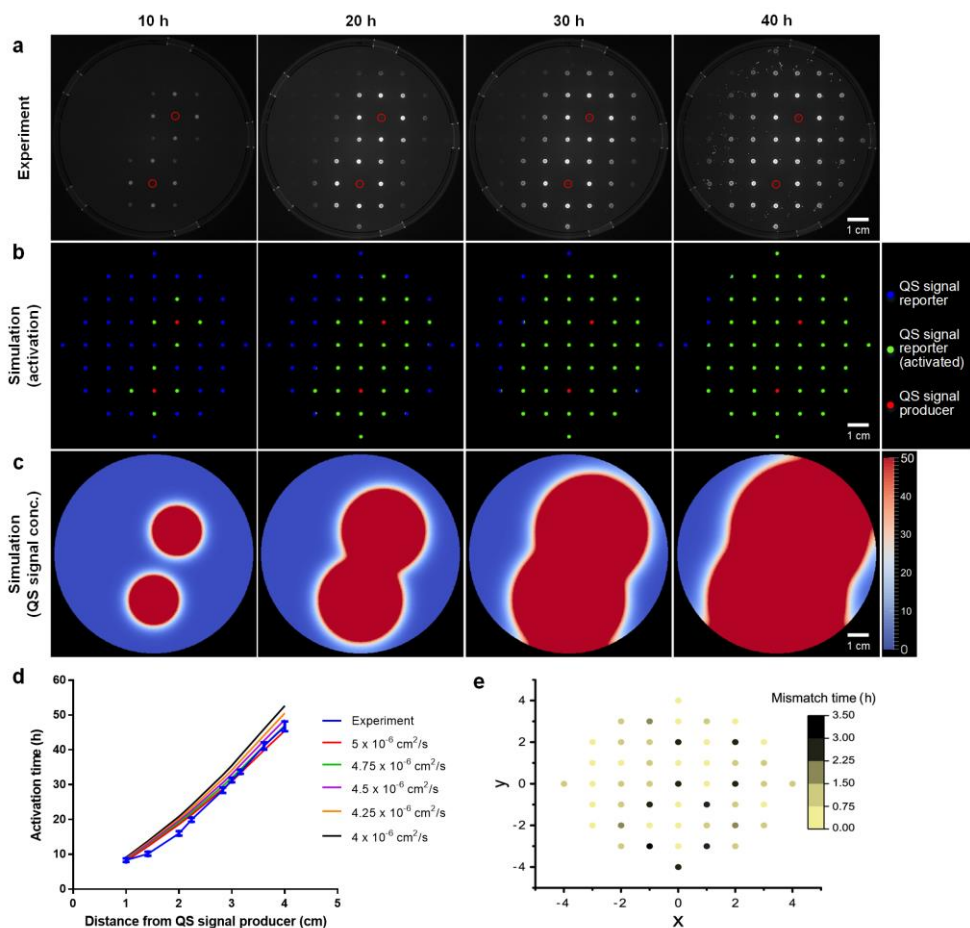 10 h 20 h 30 h 40 h
a
Experiment
1 cm
b
Simulation
(activation)
1 cm
QS signal
reporter
QS signal
reporter
(activated)
QS signal
producer
c
Simulation
(QS signal conc.)
1 cm
50
40
30
20
10
0
d
Activation time (h)
60
50
40
30
20
10
0
0 1 2 3 4 5
Distance from QS signal producer (cm)
Experiment
5 x 10⁻⁶ cm²/s
4.75 x 10⁻⁶ cm²/s
4.5 x 10⁻⁶ cm²/s
4.25 x 10⁻⁶ cm²/s
4 x 10⁻⁶ cm²/s
e
y
4
2
0
-2
-4
-4 -2 0 2 4
x
Mismatch time (h)
3.50
3.00
1.50
0.75
0.00